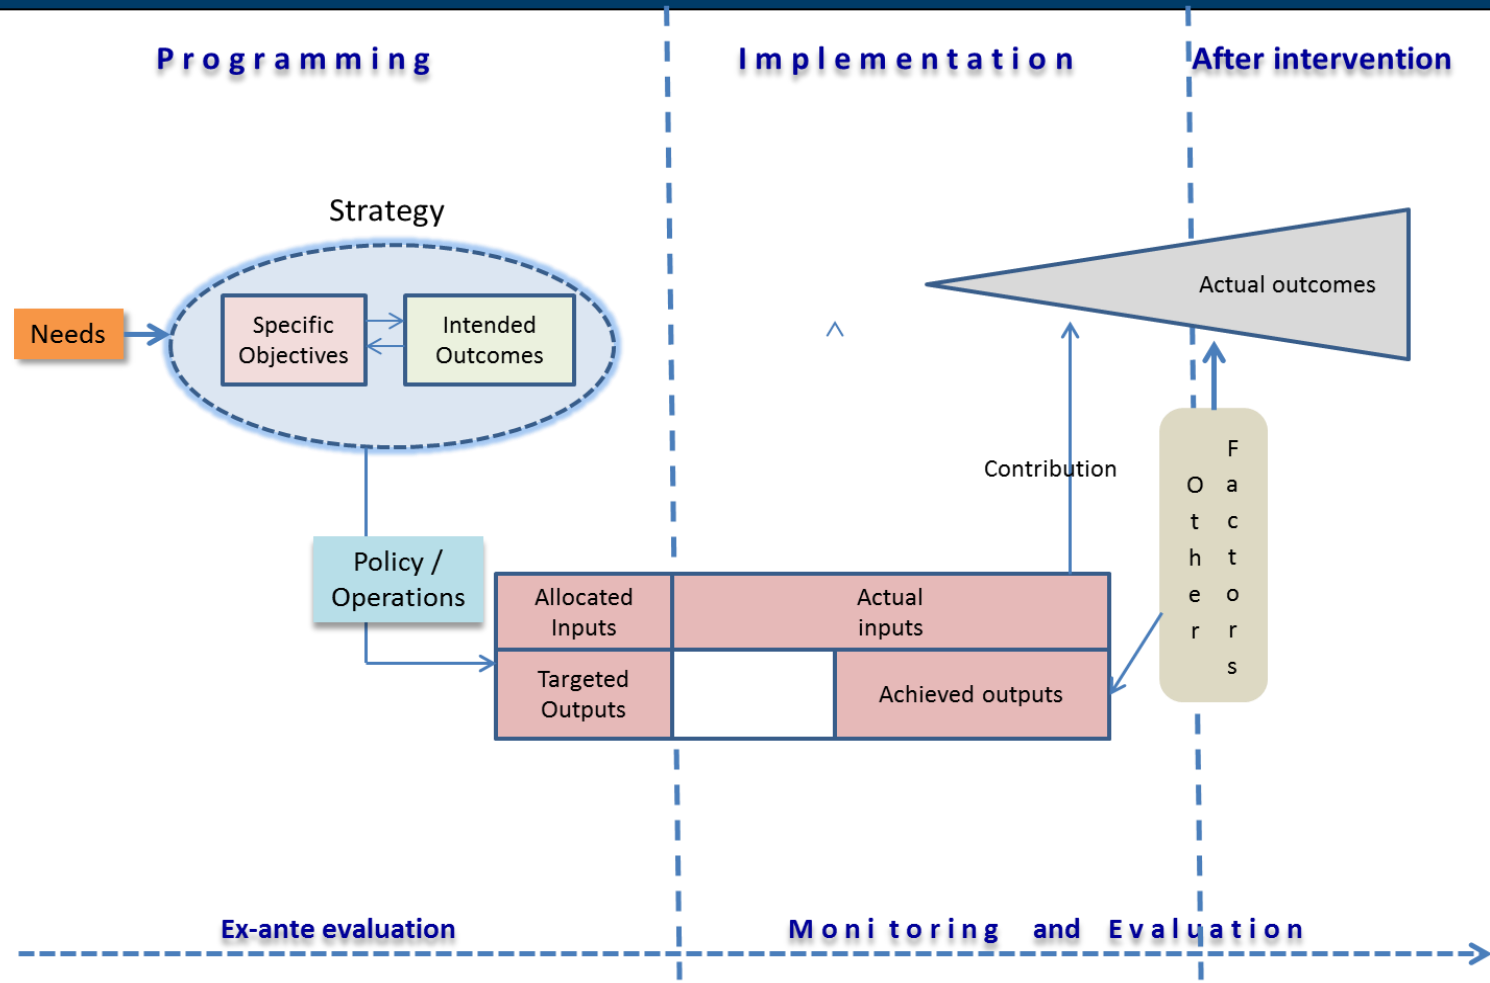 Programming
Implementation
After intervention
Strategy
Needs
Specific
Objectives
Intended
Outcomes
Actual outcomes
Contribution
Other
Factors
Policy /
Operations
Allocated
Inputs
Actual
inputs
Targeted
Outputs
Achieved outputs
Ex-ante evaluation
Monitoring and Evaluation